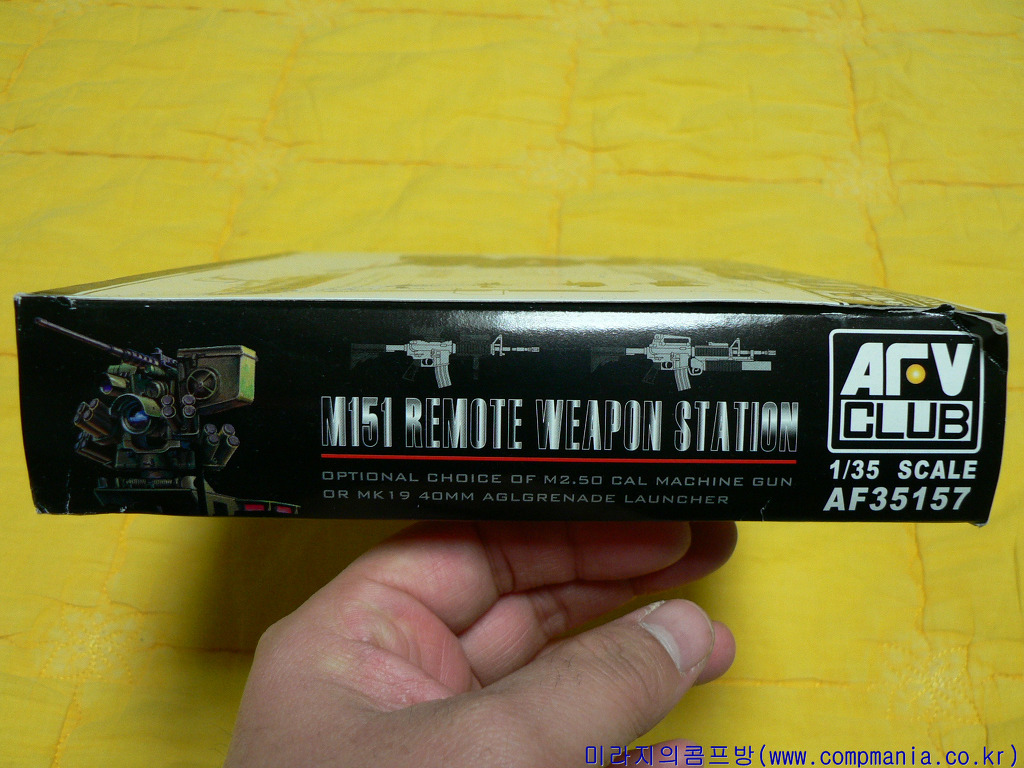 M151 REMOTE WEAPON STATION
OPTIONAL CHOICE OF M2.50 CAL MACHINE GUN
OR MK19 40MM AGLGRENADE LAUNCHER
AFV
CLUB
1/35 SCALE
AF35157
미라지의콤프방(www.compmania.co.kr)